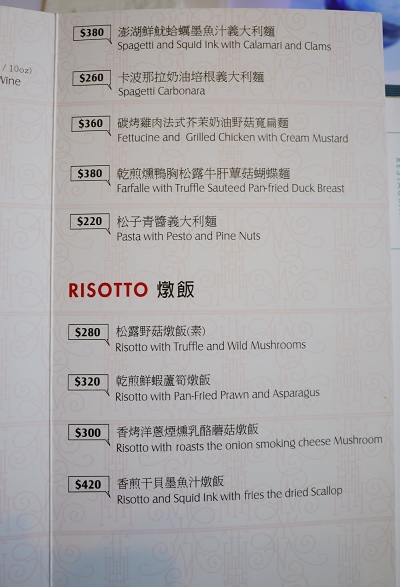 / 10oz)
Wine
$380 澎湖鮮魷蛤蠣墨魚汁義大利麵
Spagetti and Squid Ink with Calamari and Clams
$260 卡波那拉奶油培根義大利麵
Spagetti Carbonara
$360 碳烤雞肉法式芥茉奶油野菇寬扁麵
Fettucine and Grilled Chicken with Cream Mustard
$380 乾煎燻鴨胸松露牛肝蕈菇蝴蝶麵
Farfalle with Truffle Sauteed Pan-fried Duck Breast
$220 松子青醬義大利麵
Pasta with Pesto and Pine Nuts
RISOTTO 燉飯
$280 松露野菇燉飯(素)
Risotto with Truffle and Wild Mushrooms
$320 乾煎鮮蝦蘆筍燉飯
Risotto with Pan-Fried Prawn and Asparagus
$300 香烤洋蔥煙燻乳酪蘑菇燉飯
Risotto with roasts the onion smoking cheese Mushroom
$420 香煎干貝墨魚汁燉飯
Risotto and Squid Ink with fries the dried Scallop